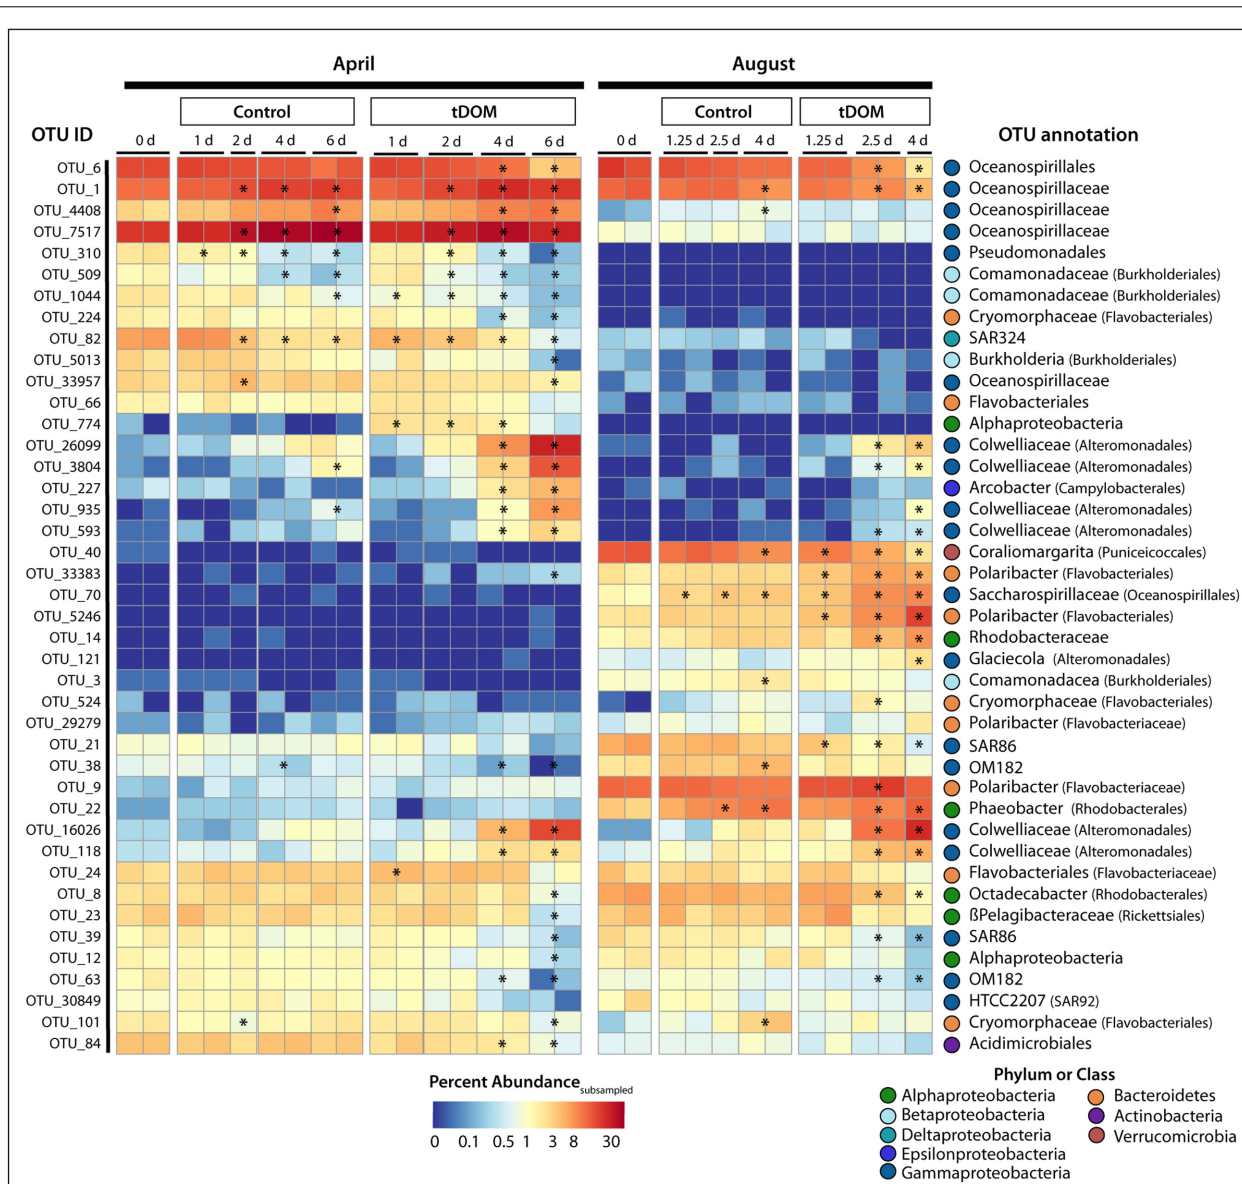 April August
Control tDOM Control tDOM
OTU ID 0 d 1 d 2 d 4 d 6 d 1 d 2 d 4 d 6 d 0 d 1.25 d 2.5 d 4 d 1.25 d 2.5 d 4 d OTU annotation
OTU_6 * * * * Oceanospirillales
OTU_1 * * * * * * * * * Oceanospirillaceae
OTU_4408 * * * * Oceanospirillaceae
OTU_7517 * * * * * * Oceanospirillaceae
OTU_310 * * * * * * * Pseudomonadales
OTU_509 * * * * * Comamonadaceae (Burkholderiales)
OTU_1044 * * * * * Comamonadaceae (Burkholderiales)
OTU_224 * * Cryomorphaceae (Flavobacteriales)
OTU_82 * * * * * * * SAR324
OTU_5013 * Burkholderia (Burkholderiales)
OTU_33957 * * Oceanospirillaceae
OTU_66 Flavobacteriales
OTU_774 * * * Alphaproteobacteria
OTU_26099 * * * * Colwelliaceae (Alteromonadales)
OTU_3804 * * * * * Colwelliaceae (Alteromonadales)
OTU_227 * * Arcobacter (Campylobacterales)
OTU_935 * * * * Colwelliaceae (Alteromonadales)
OTU_593 * * * * Colwelliaceae (Alteromonadales)
OTU_40 * * * * Coraliomargarita (Puniceicoccales)
OTU_33383 * * * * Polaribacter (Flavobacteriales)
OTU_70 * * * * * * Saccharospirillaceae (Oceanospirillales)
OTU_5246 * * * Polaribacter (Flavobacteriales)
OTU_14 * * Rhodobacteraceae
OTU_121 * Glaciecola (Alteromonadales)
OTU_3 * Comamonadacea (Burkholderiales)
OTU_524 * Cryomorphaceae (Flavobacteriales)
OTU_29279 Polaribacter (Flavobacteriaceae)
OTU_21 * * * SAR86
OTU_38 * * * * OM182
OTU_9 * Polaribacter (Flavobacteriaceae)
OTU_22 * * * * Phaeobacter (Rhodobacterales)
OTU_16026 * * * * Colwelliaceae (Alteromonadales)
OTU_118 * * * * Colwelliaceae (Alteromonadales)
OTU_24 * Flavobacteriales (Flavobacteriaceae)
OTU_8 * * * Octadecabacter (Rhodobacterales)
OTU_23 * ßPelagibacteraceae (Rickettsiales)
OTU_39 * * * SAR86
OTU_12 * Alphaproteobacteria
OTU_63 * * * * OM182
OTU_30849 HTCC2207 (SAR92)
OTU_101 * * * Cryomorphaceae (Flavobacteriales)
OTU_84 * * Acidimicrobiales
Percent Abundance subsampled
0 0.1 0.5 1 3 8 30
Phylum or Class
Alphaproteobacteria Bacteroidetes
Betaproteobacteria Actinobacteria
Deltaproteobacteria Verrucomicrobia
Epsilonproteobacteria
Gammaproteobacteria